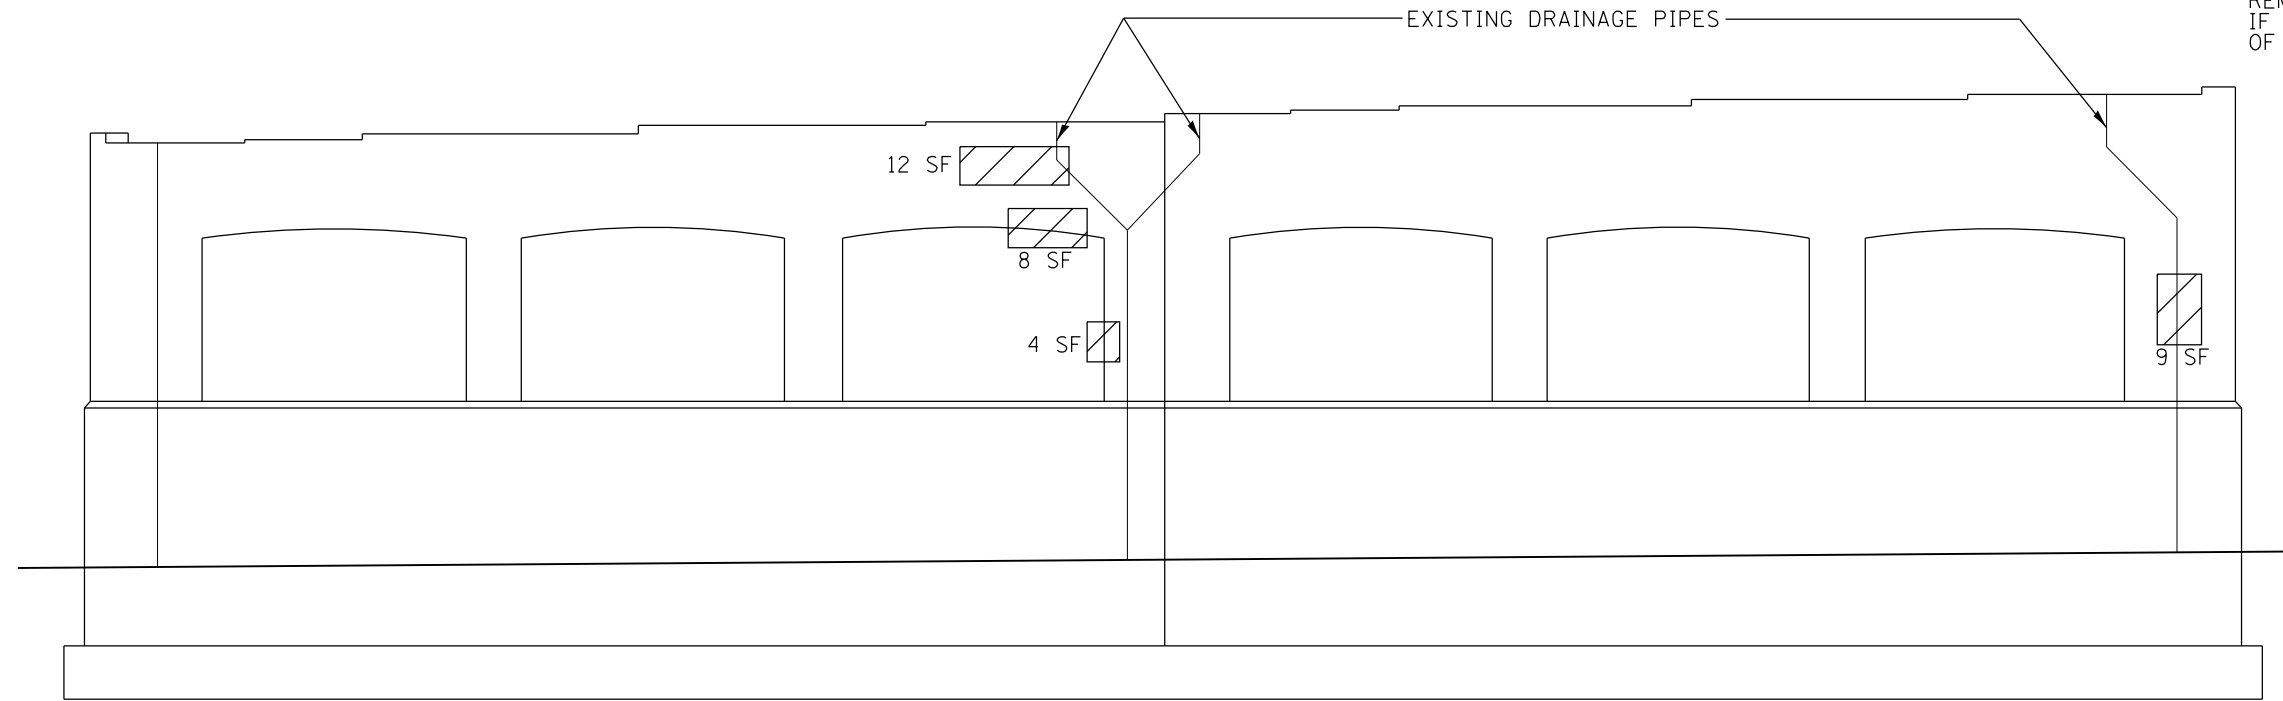 EXISTING DRAINAGE PIPES
IF
OF
12 SF
8 SF
4 SF
9 SF